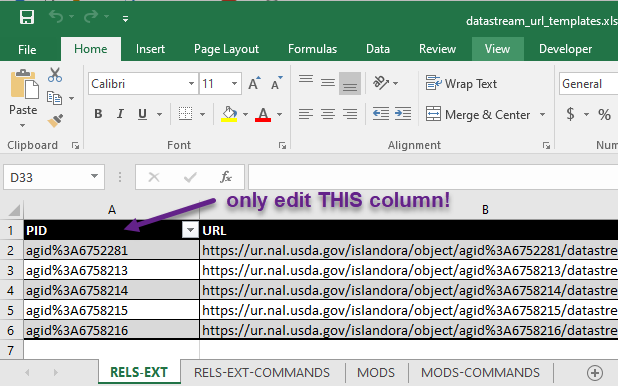 datastream_url_templates.xls
File Home Insert Page Layout Formulas Data Review View Developer
Calibri 11 A A Wrap Text General
Paste B I U A Merge & Center $ %
Clipboard Font Alignment
D33 fx
only edit THIS column!
A B
1 PID URL
2 agid%3A6752281 https://ur.nal.usda.gov/islandora/object/agid%3A6752281/datastre
3 agid%3A6758213 https://ur.nal.usda.gov/islandora/object/agid%3A6758213/datastre
4 agid%3A6758214 https://ur.nal.usda.gov/islandora/object/agid%3A6758214/datastre
5 agid%3A6758215 https://ur.nal.usda.gov/islandora/object/agid%3A6758215/datastre
6 agid%3A6758216 https://ur.nal.usda.gov/islandora/object/agid%3A6758216/datastre
7
RELS-EXT RELS-EXT-COMMANDS MODS MODS-COMMANDS